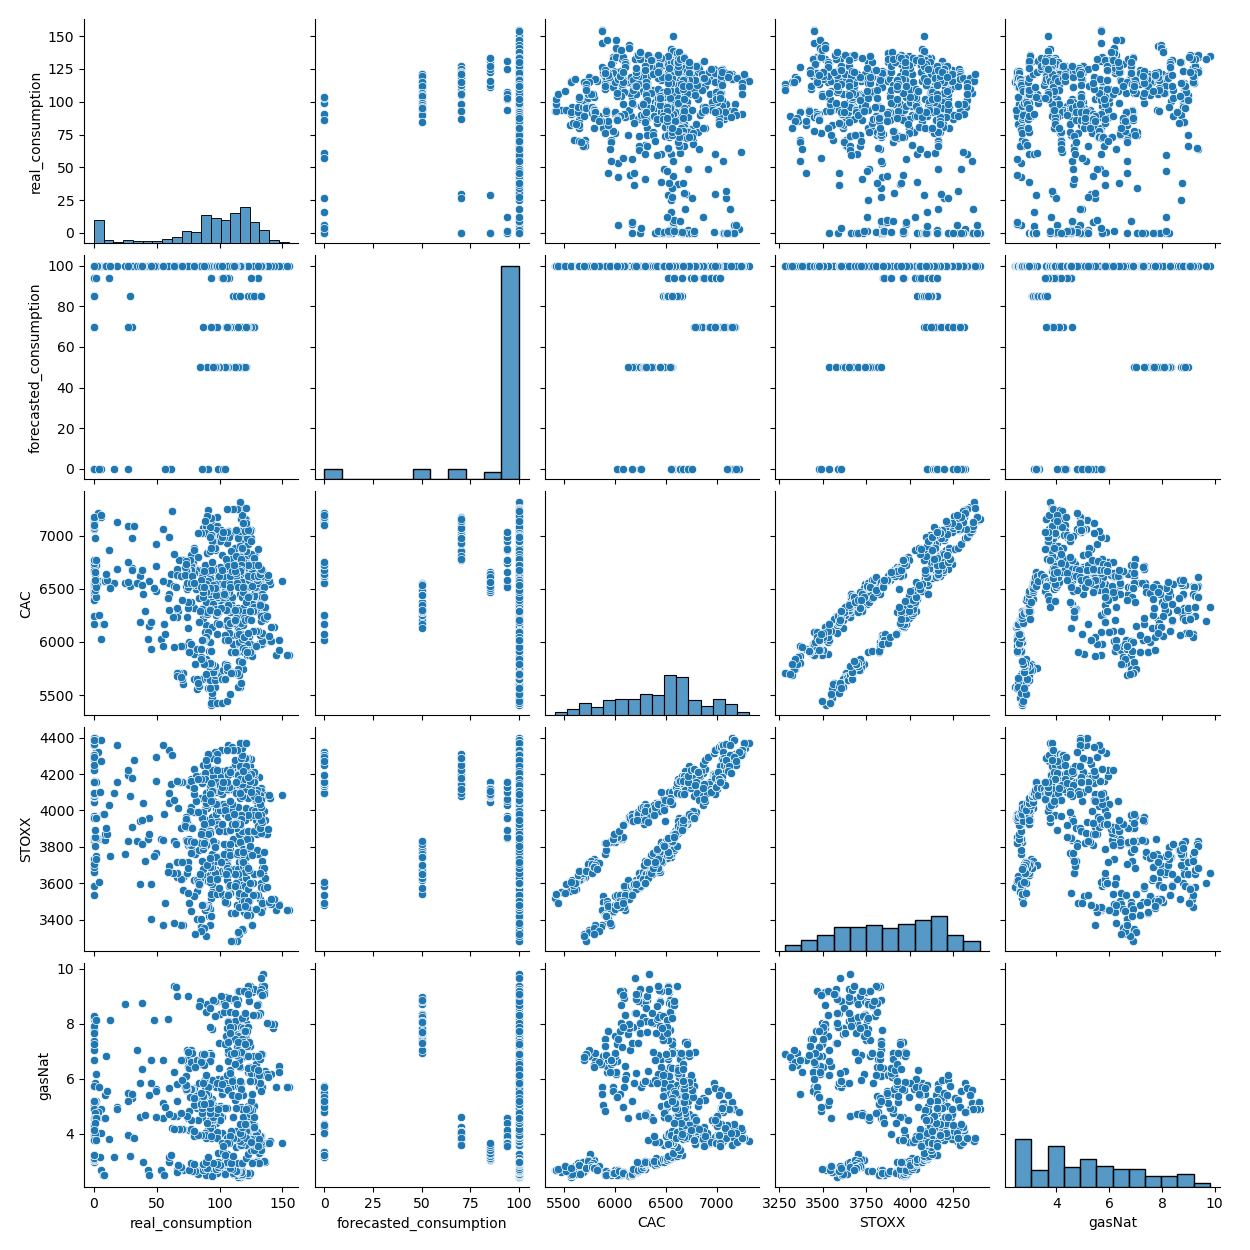 150
125
100
75
50
25
0
real_consumption
100
80
60
40
20
0
forecasted_consumption
7000
6500
6000
5500
CAC
4400
4200
4000
3800
3600
3400
STOXX
10
8
6
4
gasNat
0 50 100 150
0 25 50 75 100
5500 6000 6500 7000
3250 3500 3750 4000 4250
4 6 8 10
real_consumption
forecasted_consumption
CAC
STOXX
gasNat